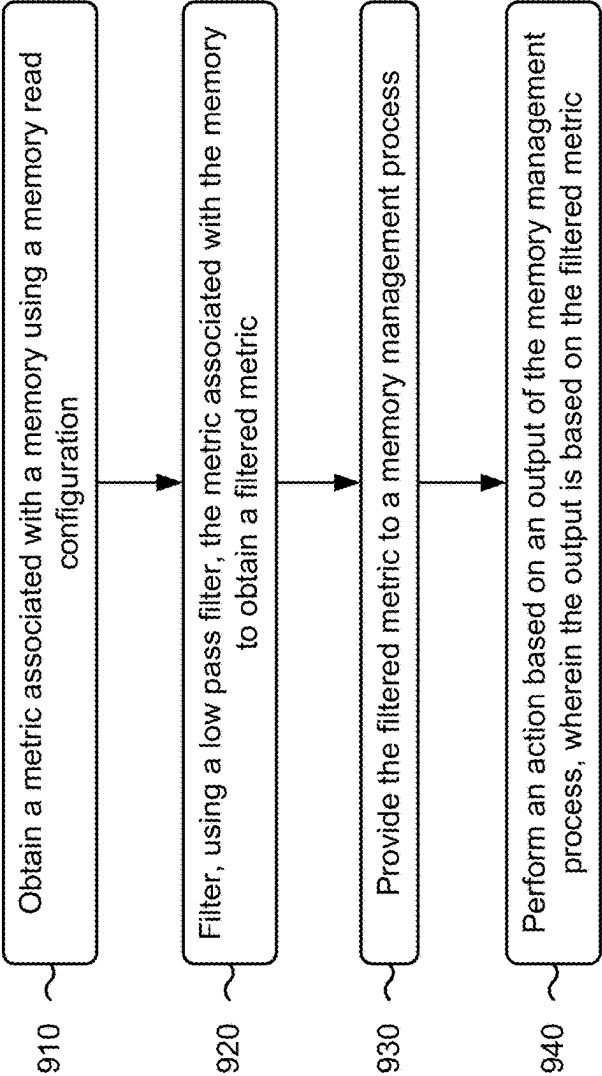 910
Obtain a metric associated with a memory using a memory read
configuration
920
Filter, using a low pass filter, the metric associated with the memory
to obtain a filtered metric
930
Provide the filtered metric to a memory management process
940
Perform an action based on an output of the memory management
process, wherein the output is based on the filtered metric